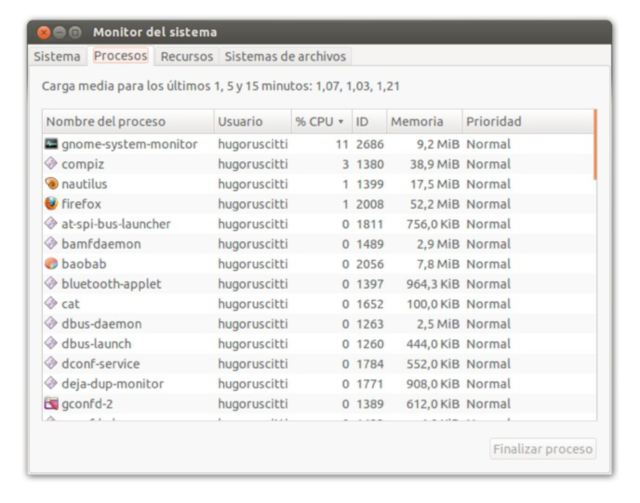 Monitor del sistema
Sistema Procesos Recursos Sistemas de archivos
Carga media para los últimos 1, 5 y 15 minutos: 1,07, 1,03, 1,21
Nombre del proceso Usuario % CPU ID Memoria Prioridad
gnome-system-monitor hugoruscitti 11 2686 9,2 MiB Normal
compiz hugoruscitti 3 1380 38,9 MiB Normal
nautilus hugoruscitti 1 1399 17,5 MiB Normal
firefox hugoruscitti 1 2008 52,2 MiB Normal
at-spi-bus-launcher hugoruscitti 0 1811 756,0 KiB Normal
bamfdaemon hugoruscitti 0 1489 2,9 MiB Normal
baobab hugoruscitti 0 2056 7,8 MiB Normal
bluetooth-applet hugoruscitti 0 1397 964,3 KiB Normal
cat hugoruscitti 0 1652 100,0 KiB Normal
dbus-daemon hugoruscitti 0 1263 2,5 MiB Normal
dbus-launch hugoruscitti 0 1260 444,0 KiB Normal
dconf-service hugoruscitti 0 1784 552,0 KiB Normal
deja-dup-monitor hugoruscitti 0 1771 908,0 KiB Normal
gconfd-2 hugoruscitti 0 1389 612,0 KiB Normal
Finalizar proceso